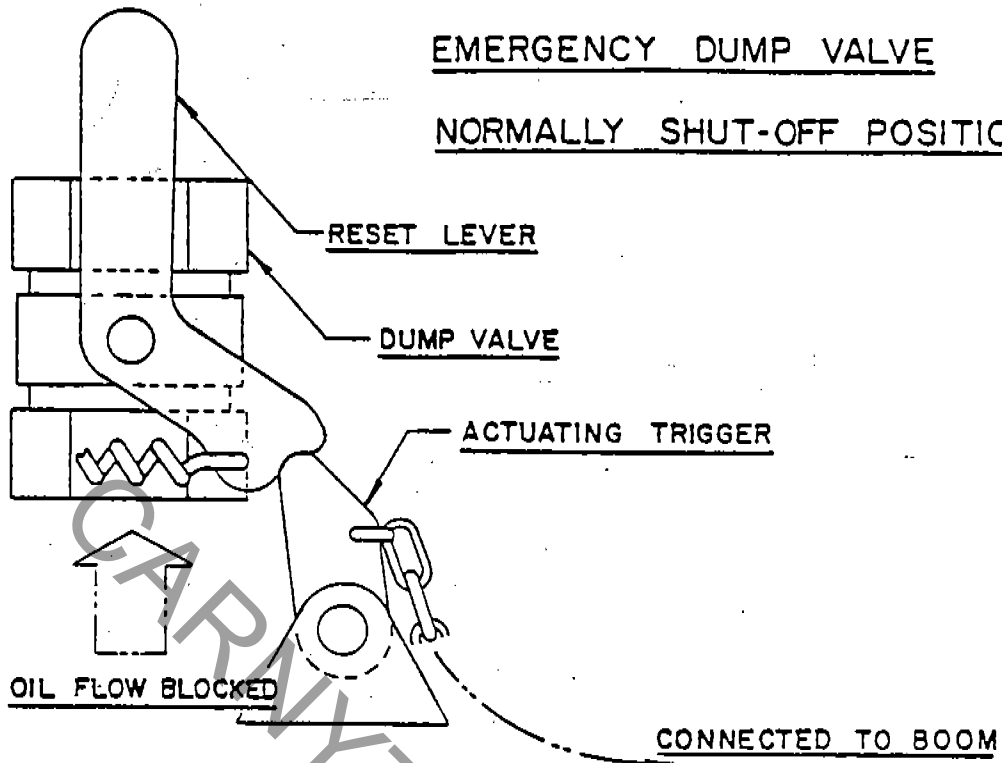 EMERGENCY DUMP VALVE
NORMALLY SHUT-OFF POSITIO
RESET LEVER
DUMP VALVE
ACTUATING TRIGGER
OIL FLOW BLOCKED
CONNECTED TO BOOM
CARNY